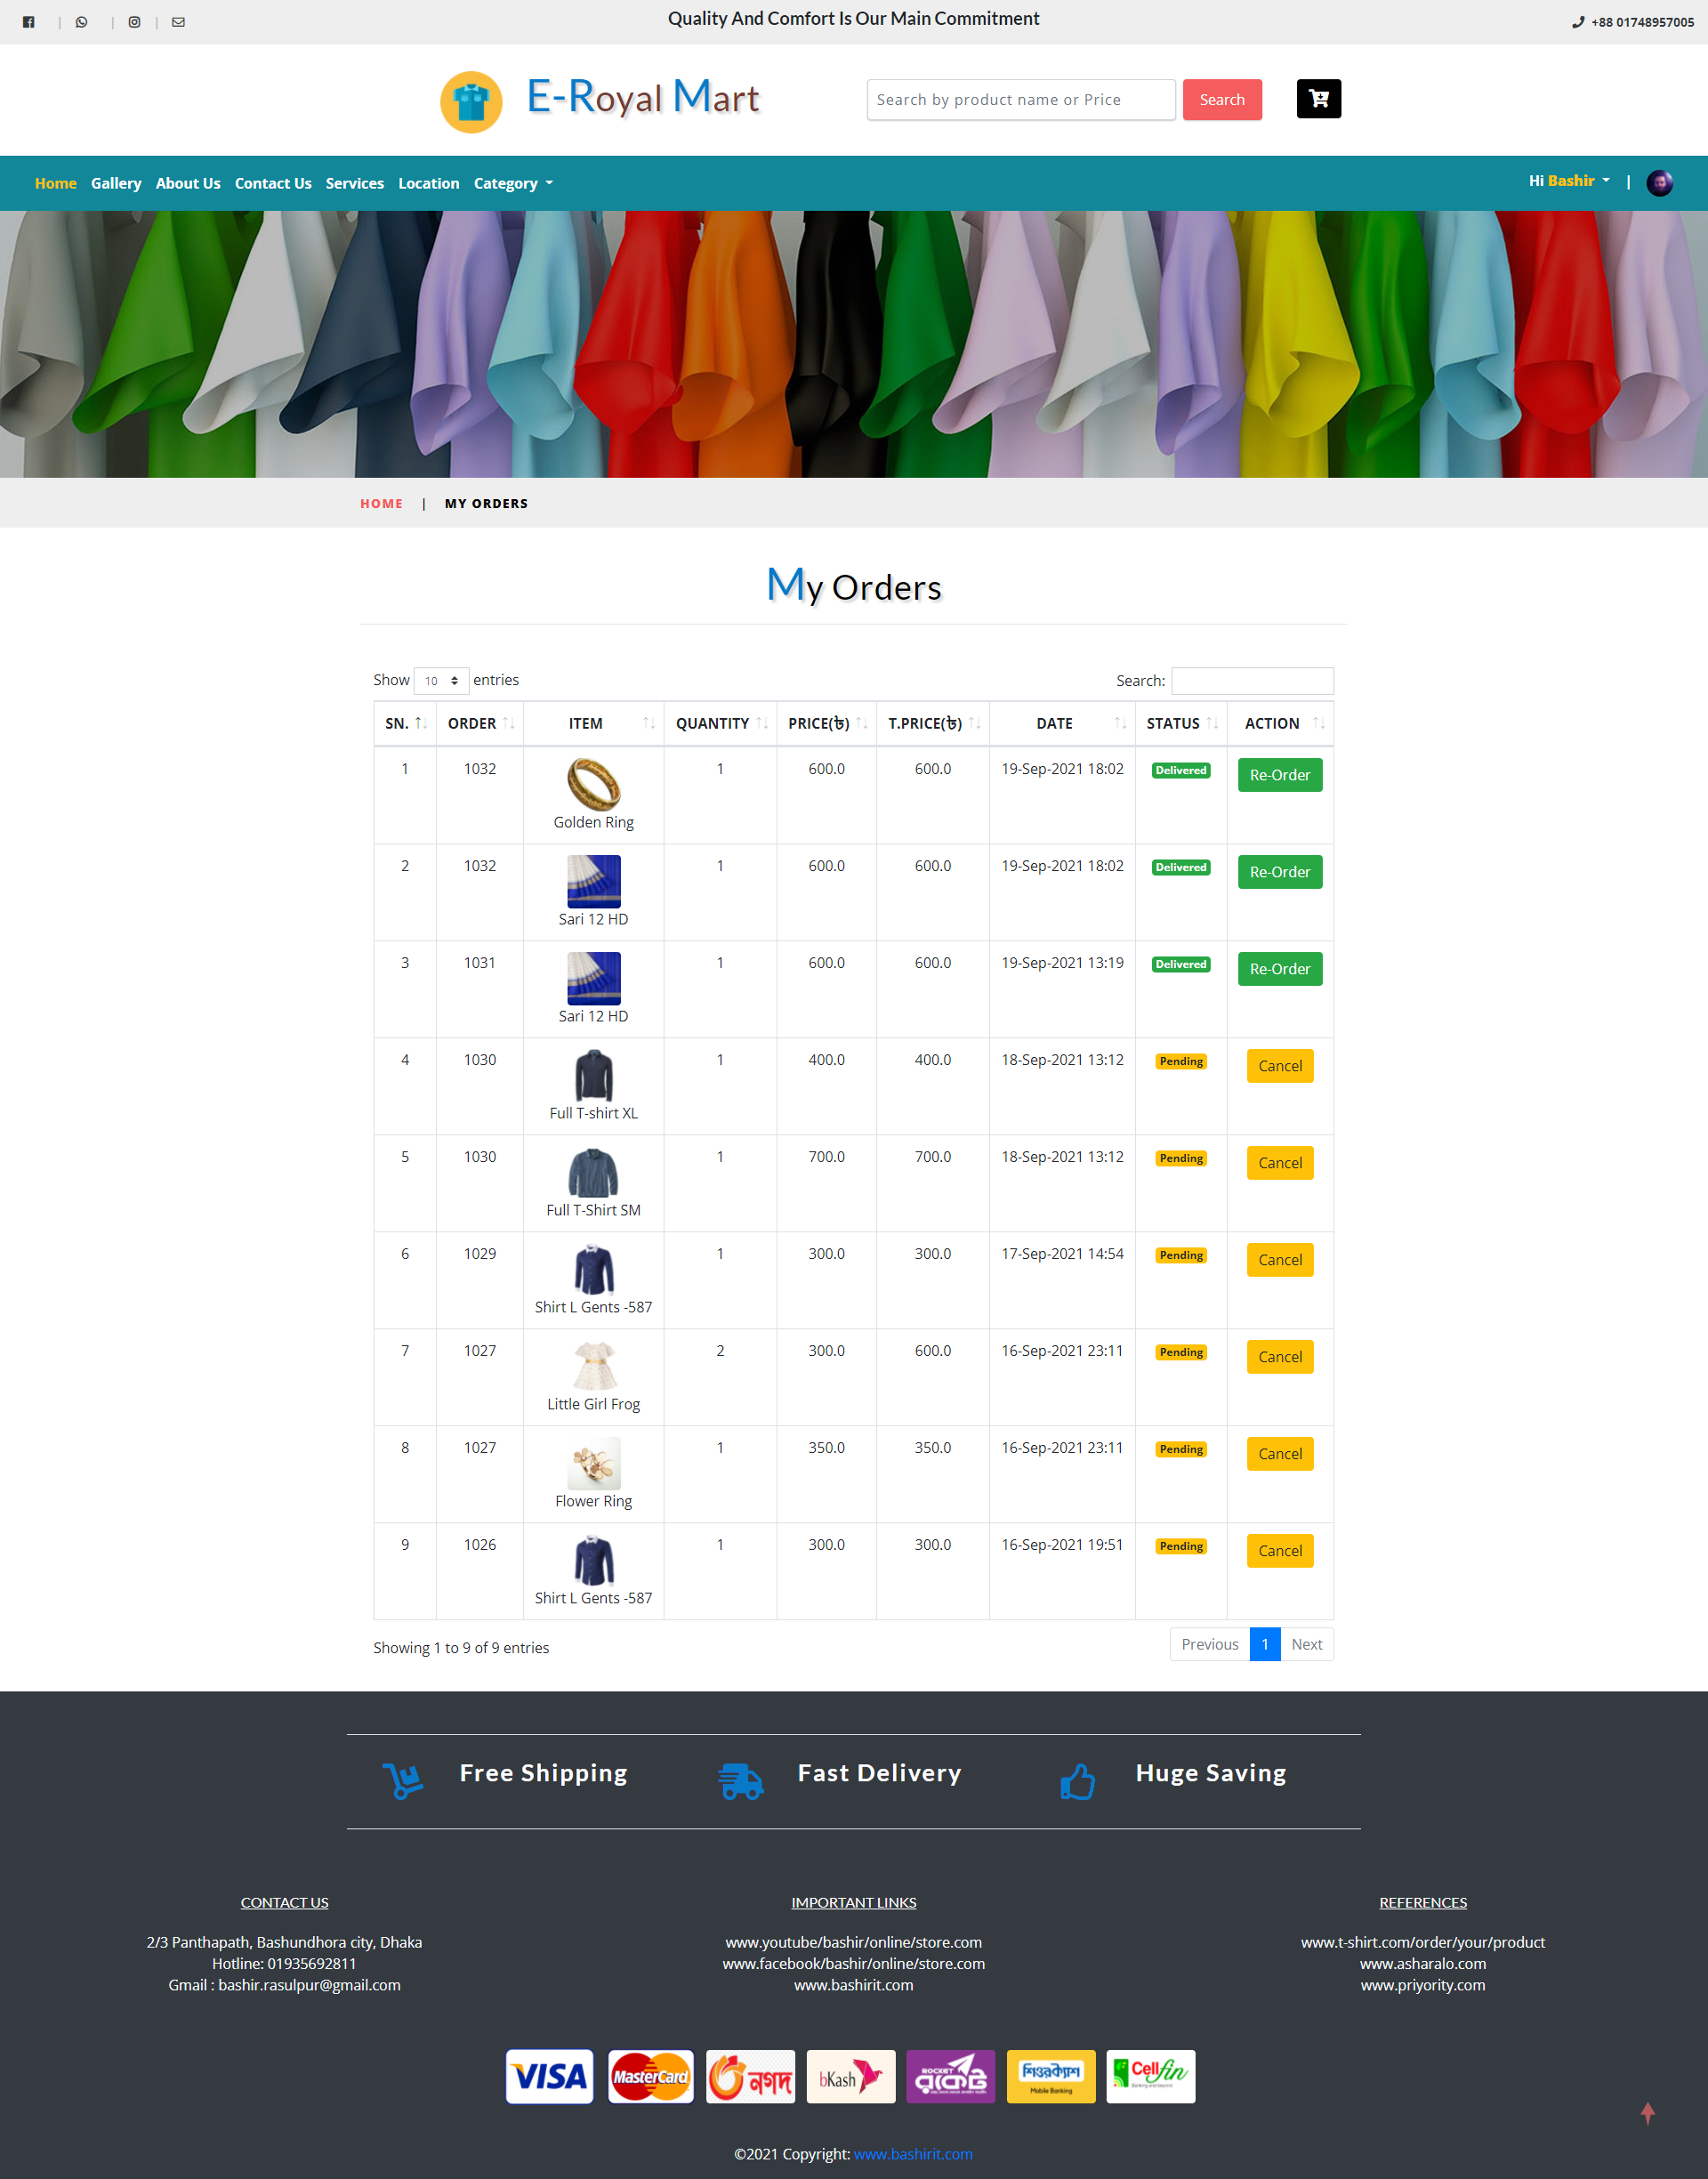 Quality And Comfort Is Our Main Commitment
+88 01748957005
E-Royal Mart
Search by product name or Price
Search
Home Gallery About Us Contact Us Services Location Category
Hi Bashir |
HOME | MY ORDERS
My Orders
Show 10 entries
Search:
SN. ORDER ITEM QUANTITY PRICE(৳) T.PRICE(৳) DATE STATUS ACTION
1 1032 1 600.0 600.0 19-Sep-2021 18:02 Delivered Re-Order
Golden Ring
2 1032 1 600.0 600.0 19-Sep-2021 18:02 Delivered Re-Order
Sari 12 HD
3 1031 1 600.0 600.0 19-Sep-2021 13:19 Delivered Re-Order
Sari 12 HD
4 1030 1 400.0 400.0 18-Sep-2021 13:12 Pending Cancel
Full T-shirt XL
5 1030 1 700.0 700.0 18-Sep-2021 13:12 Pending Cancel
Full T-Shirt SM
6 1029 1 300.0 300.0 17-Sep-2021 14:54 Pending Cancel
Shirt L Gents -587
7 1027 2 300.0 600.0 16-Sep-2021 23:11 Pending Cancel
Little Girl Frog
8 1027 1 350.0 350.0 16-Sep-2021 23:11 Pending Cancel
Flower Ring
9 1026 1 300.0 300.0 16-Sep-2021 19:51 Pending Cancel
Shirt L Gents -587
Showing 1 to 9 of 9 entries
Previous 1 Next
Free Shipping
Fast Delivery
Huge Saving
CONTACT US
2/3 Panthapath, Bashundhora city, Dhaka
Hotline: 01935692811
Gmail : bashir.rasulpur@gmail.com
IMPORTANT LINKS
www.youtube/bashir/online/store.com
www.facebook/bashir/online/store.com
www.bashirit.com
REFERENCES
www.t-shirt.com/order/your/product
www.asharalo.com
www.priyority.com
VISA
MasterCard
নগদ
bKash
ROCKET
রকেট
শিওরক্যাশ
Mobile Banking
Cellfin
©2021 Copyright: www.bashirit.com